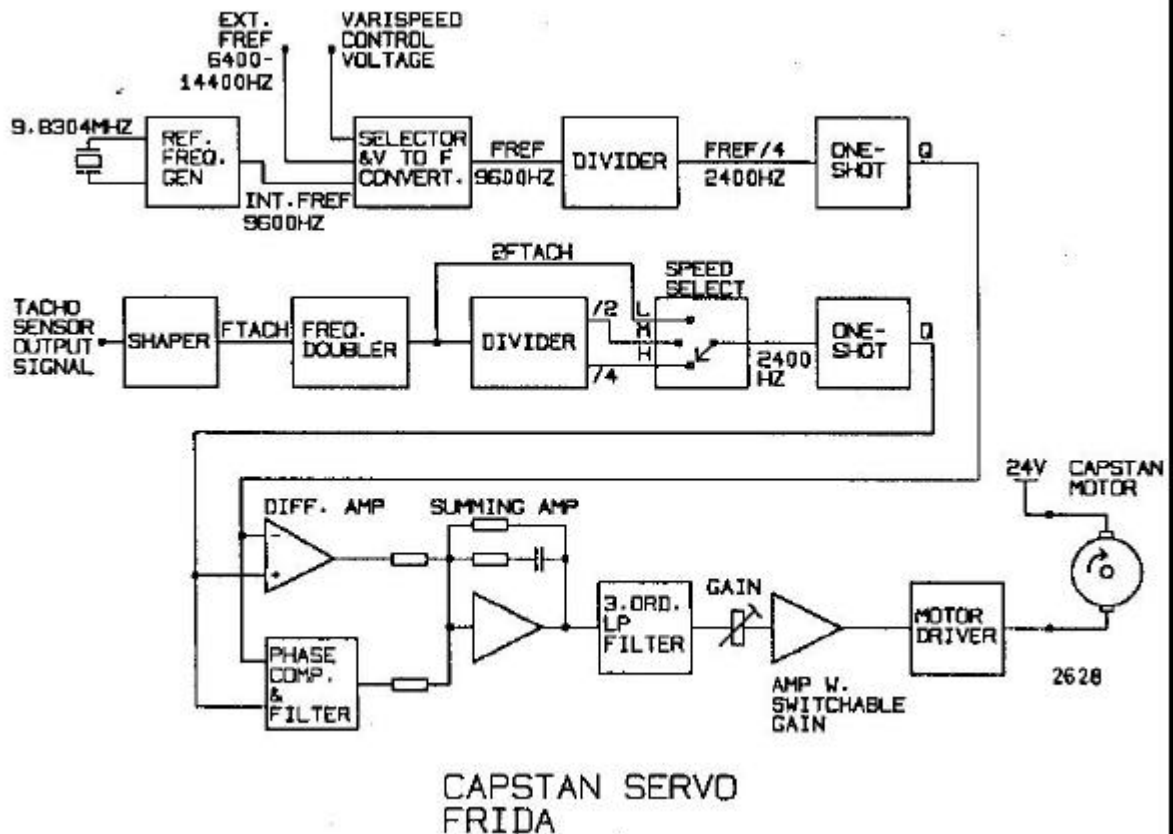 EXT.
FREF
6400-
14400HZ
VARISPEED
CONTROL
VOLTAGE
9.8304MHZ
REF.
FREQ.
GEN
INT.FREF
9600HZ
SELECTOR
&V TO F
CONVERT.
FREF
9600HZ
DIVIDER
FREF/4
2400HZ
ONE-
SHOT
Q
2FTACH
SPEED
SELECT
TACHO
SENSOR
OUTPUT
SIGNAL
SHAPER
FTACH
FREQ.
DOUBLER
DIVIDER
/2
/4
L
M
H
2400
HZ
ONE-
SHOT
Q
DIFF. AMP
SUMMING AMP
-
+
PHASE
COMP.
&
FILTER
3.ORD.
LP
FILTER
GAIN
AMP W.
SWITCHABLE
GAIN
MOTOR
DRIVER
24V
CAPSTAN
MOTOR
2628
CAPSTAN SERVO
FRIDA